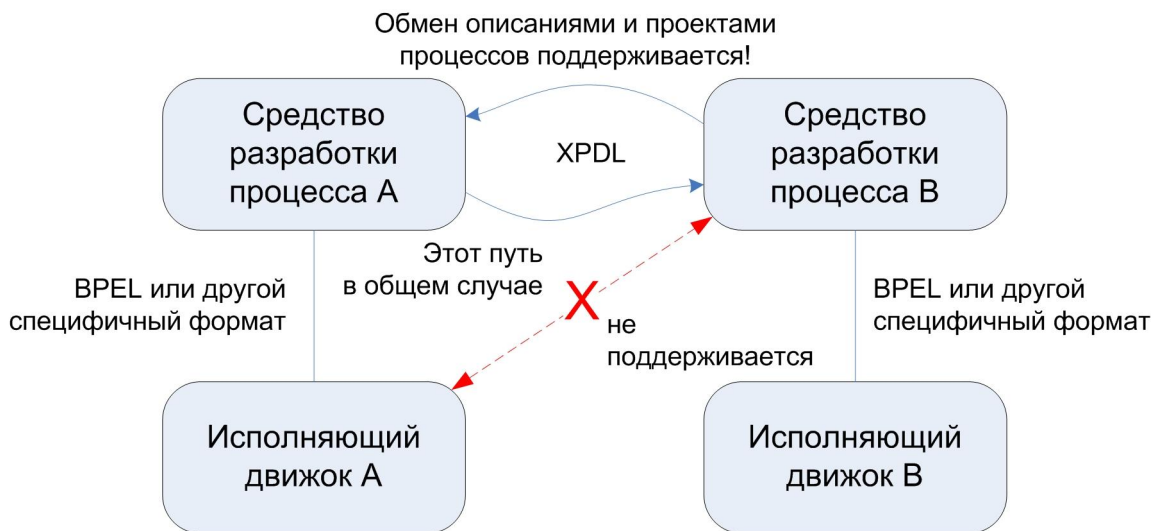 Обмен описаниями и проектами
процессов поддерживается!
Средство
разработки
процесса А
XPDL
Средство
разработки
процесса B
Этот путь
в общем случае
X
не
поддерживается
BPEL или другой
специфичный формат
BPEL или другой
специфичный формат
Исполняющий
движок А
Исполняющий
движок B